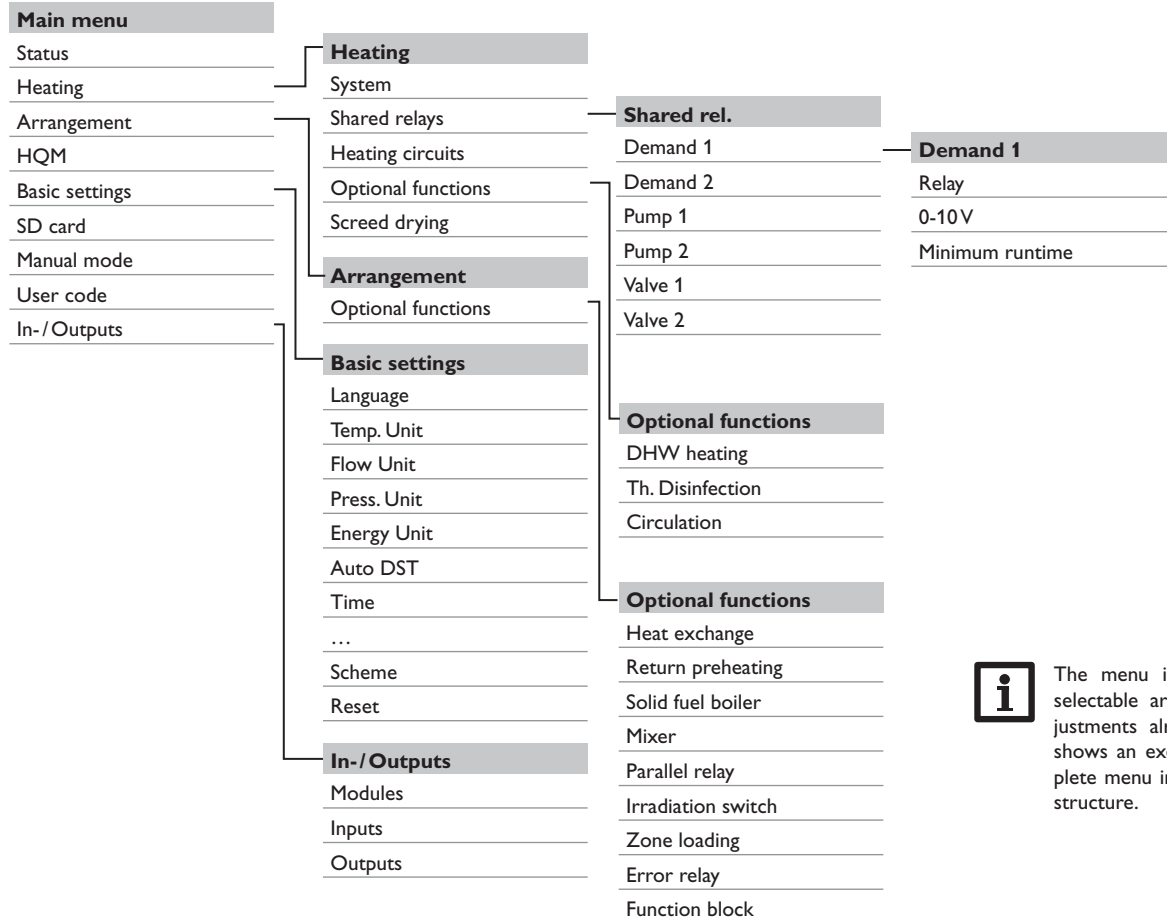 Main menu
Status
Heating
Arrangement
HQM
Basic settings
SD card
Manual mode
User code
In-/Outputs
Heating
System
Shared relays
Heating circuits
Optional functions
Screed drying
Arrangement
Optional functions
Basic settings
Language
Temp. Unit
Flow Unit
Press. Unit
Energy Unit
Auto DST
Time
…
Scheme
Reset
In-/Outputs
Modules
Inputs
Outputs
Shared rel.
Demand 1
Demand 2
Pump 1
Pump 2
Valve 1
Valve 2
Optional functions
DHW heating
Th. Disinfection
Circulation
Optional functions
Heat exchange
Return preheating
Solid fuel boiler
Mixer
Parallel relay
Irradiation switch
Zone loading
Error relay
Function block
Demand 1
Relay
0-10 V
Minimum runtime
The menu
selectable
justments
shows an
plete menu
structure.